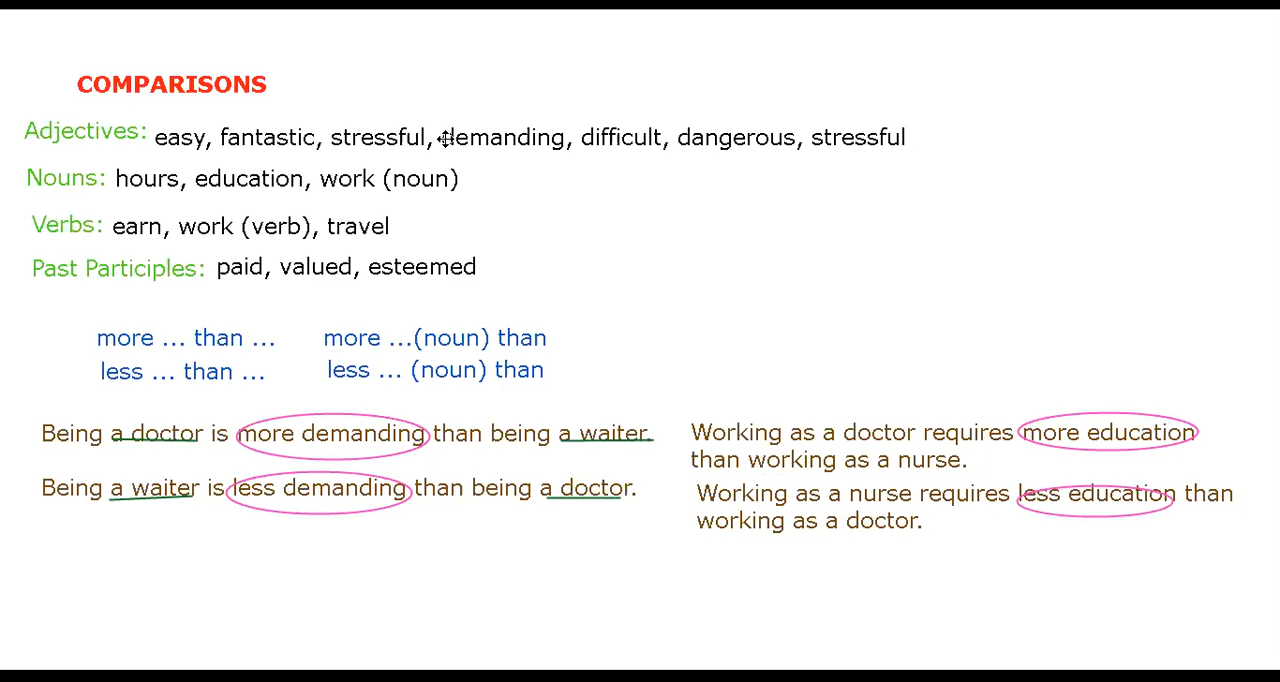 COMPARISONS
Adjectives: easy, fantastic, stressful, demanding, difficult, dangerous, stressful
Nouns: hours, education, work (noun)
Verbs: earn, work (verb), travel
Past Participles: paid, valued, esteemed
more ... than ...
less ... than ...
more ...(noun) than
less ... (noun) than
Being a doctor is more demanding than being a waiter.
Being a waiter is less demanding than being a doctor.
Working as a doctor requires more education
than working as a nurse.
Working as a nurse requires less education than
working as a doctor.